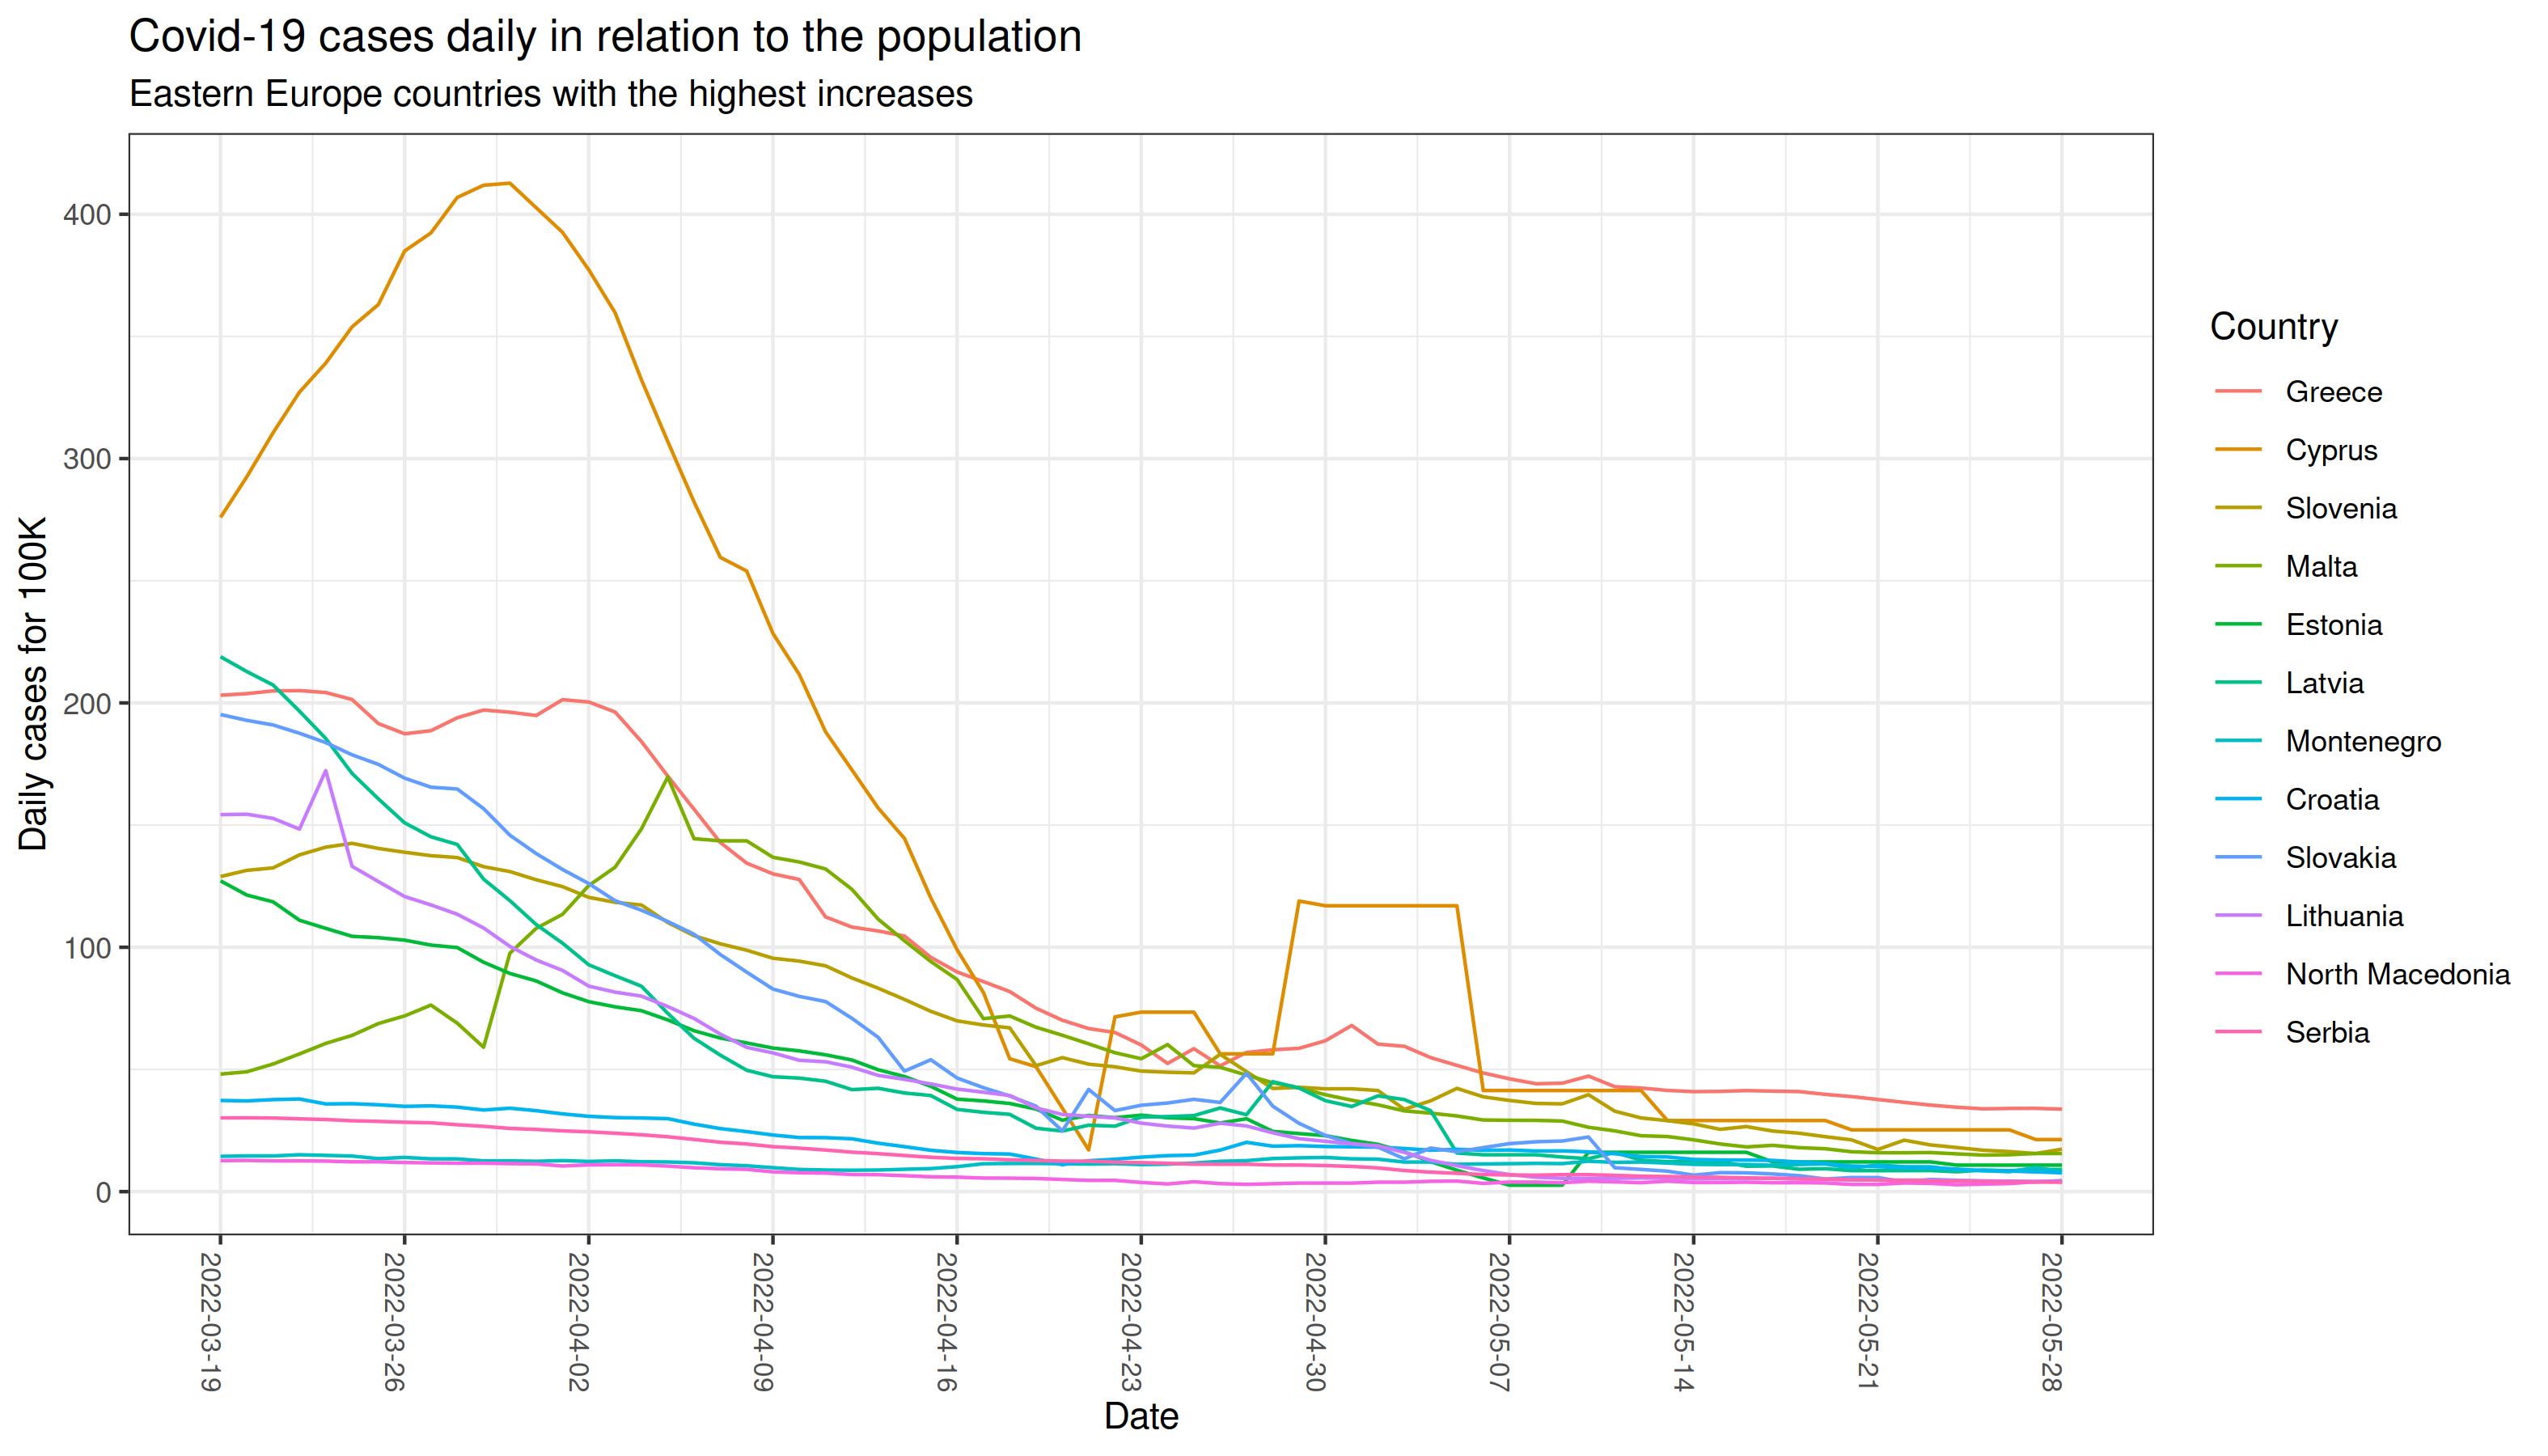 Covid-19 cases daily in relation to the population
Eastern Europe countries with the highest increases
Daily cases for 100K
400
300
200
100
0
2022-03-19
2022-03-26
2022-04-02
2022-04-09
2022-04-16
2022-04-23
2022-04-30
2022-05-07
2022-05-14
2022-05-21
2022-05-28
Date
Country
Greece
Cyprus
Slovenia
Malta
Estonia
Latvia
Montenegro
Croatia
Slovakia
Lithuania
North Macedonia
Serbia